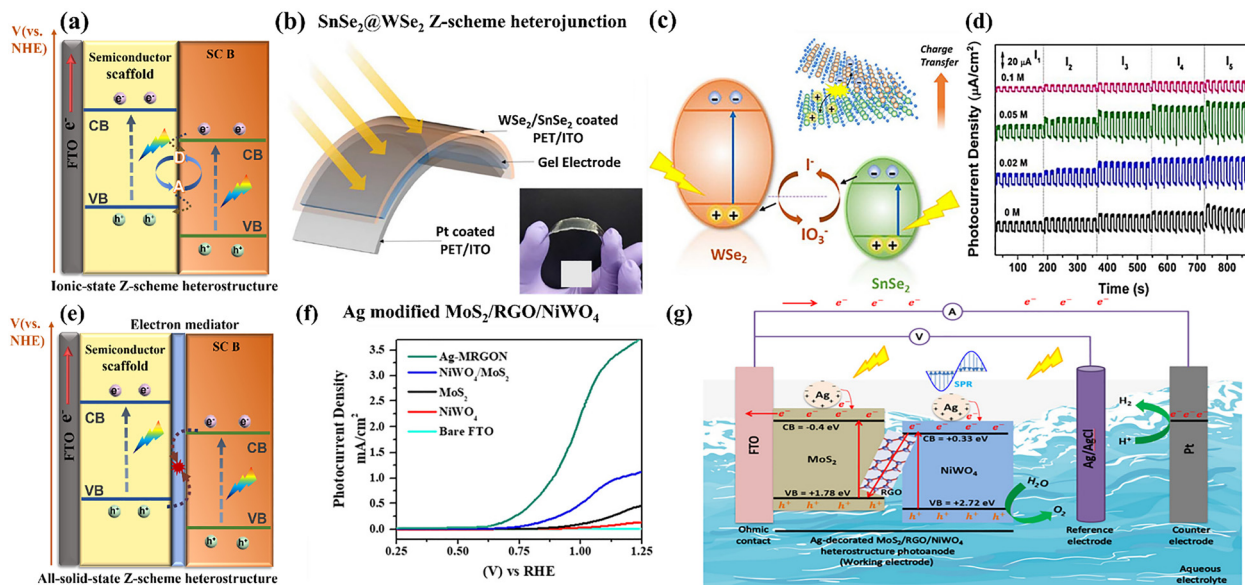 (a)
V(vs.
NHE)
FTO e⁻
Semiconductor
scaffold
SC B
e⁻ e⁻
CB
e⁻ e⁻
CB
D
A
VB
h⁺ h⁺
VB
h⁺ h⁺
Ionic-state Z-scheme heterostructure
(b)
SnSe₂@WSe₂ Z-scheme heterojunction
WSe₂/SnSe₂ coated
PET/ITO
Gel Electrode
Pt coated
PET/ITO
(c)
Charge
Transfer
I⁻
IO₃⁻
WSe₂
SnSe₂
(d)
Photocurrent Density (μA/cm²)
20 μA
I₁
I₂
I₃
I₄
I₅
0.1 M
0.05 M
0.02 M
0 M
200 400 600 800
Time (s)
(e)
V(vs.
NHE)
Electron mediator
FTO e⁻
Semiconductor
scaffold
SC B
e⁻ e⁻
CB
e⁻ e⁻
CB
VB
h⁺ h⁺
VB
h⁺ h⁺
All-solid-state Z-scheme heterostructure
(f)
Ag modified MoS₂/RGO/NiWO₄
Photocurrent Density
mA/cm²
3.5
3.0
2.5
2.0
1.5
1.0
0.5
0.0
Ag-MRGON
NiWO₄/MoS₂
MoS₂
NiWO₄
Bare FTO
0.25 0.50 0.75 1.00 1.25
(V) vs RHE
(g)
e⁻ e⁻ e⁻
e⁻ e⁻ e⁻
A
V
SPR
Ag
e⁻
Ag
e⁻
H₂
H⁺
e⁻ e⁻ e⁻
e⁻ e⁻ e⁻ e⁻
CB = -0.4 eV
e⁻ e⁻ e⁻ e⁻
CB = +0.33 eV
FTO
MoS₂
RGO
NiWO₄
Ag/AgCl
Pt
VB = +1.78 eV
h⁺ h⁺ h⁺ h⁺
VB = +2.72 eV
h⁺ h⁺ h⁺ h⁺
H₂O
O₂
Ohmic
contact
Ag-decorated MoS₂/RGO/NiWO₄
heterostructure photoanode
(Working electrode)
Reference
electrode
Counter
electrode
Aqueous
electrolyte